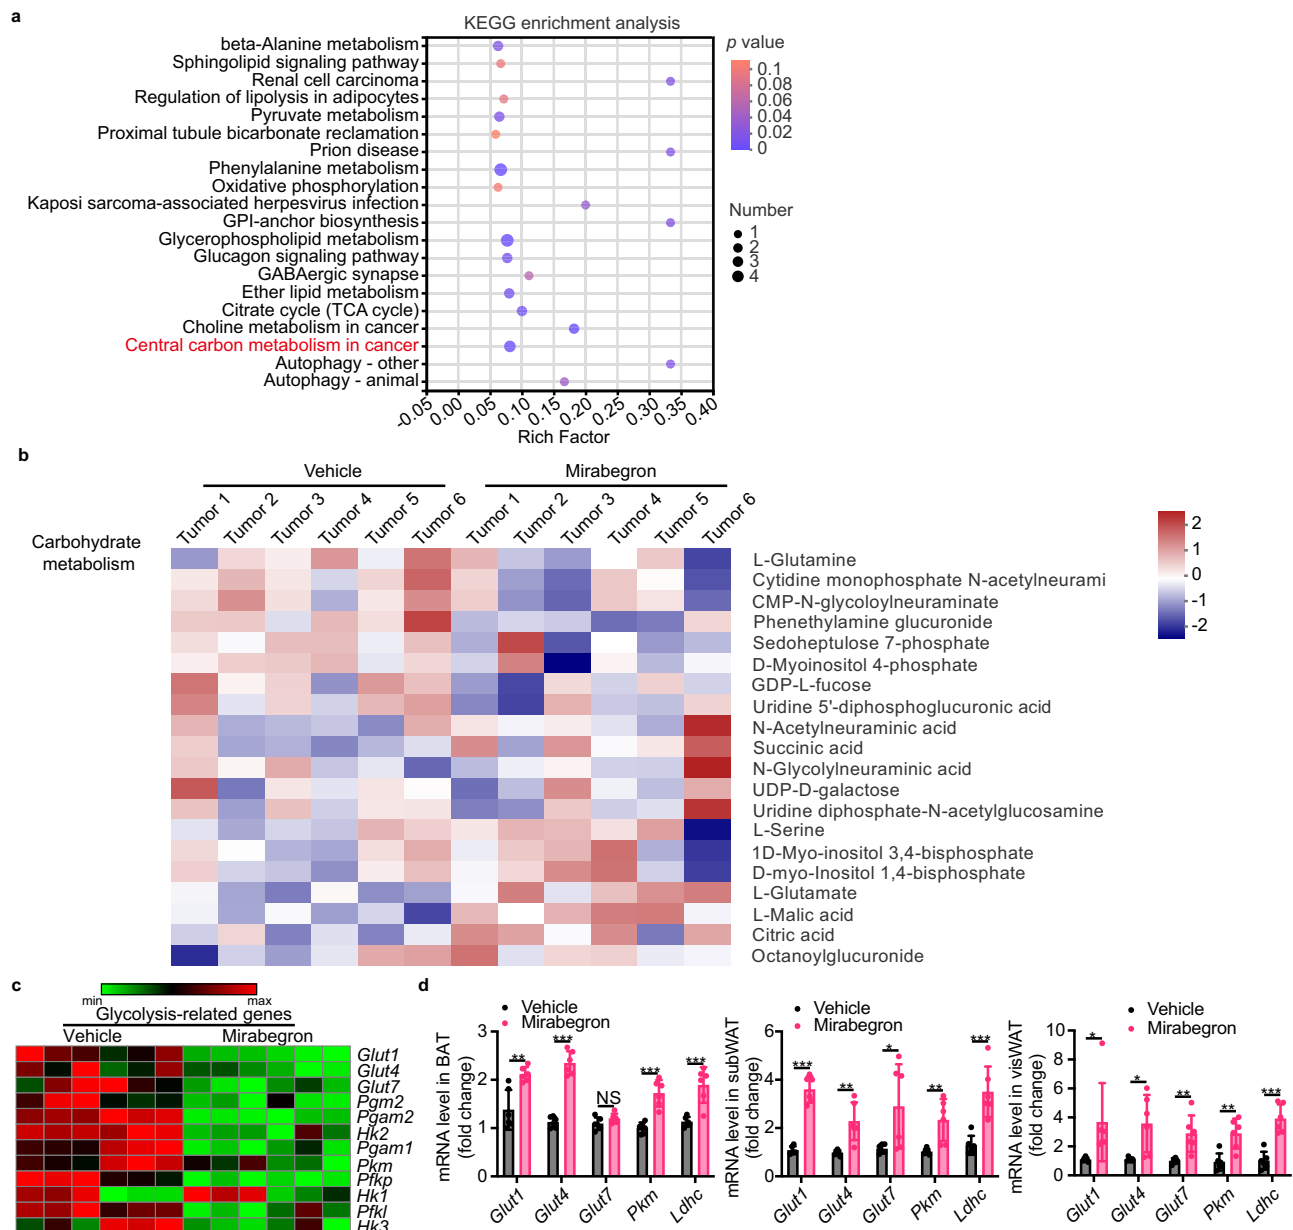 a
KEGG enrichment analysis
beta-Alanine metabolism
Sphingolipid signaling pathway
Renal cell carcinoma
Regulation of lipolysis in adipocytes
Pyruvate metabolism
Proximal tubule bicarbonate reclamation
Prion disease
Phenylalanine metabolism
Oxidative phosphorylation
Kaposi sarcoma-associated herpesvirus infection
GPI-anchor biosynthesis
Glycerophospholipid metabolism
Glucagon signaling pathway
GABAergic synapse
Ether lipid metabolism
Citrate cycle (TCA cycle)
Choline metabolism in cancer
Central carbon metabolism in cancer
Autophagy - other
Autophagy - animal
-0.05 0.00 0.05 0.10 0.15 0.20 0.25 0.30 0.35 0.40
Rich Factor
p value
0.1
0.08
0.06
0.04
0.02
0
Number
1
2
3
4
b
Vehicle Mirabegron
Tumor 1 Tumor 2 Tumor 3 Tumor 4 Tumor 5 Tumor 6 Tumor 1 Tumor 2 Tumor 3 Tumor 4 Tumor 5 Tumor 6
Carbohydrate
metabolism
L-Glutamine
Cytidine monophosphate N-acetylneurami
CMP-N-glycoloylneuraminate
Phenethylamine glucuronide
Sedoheptulose 7-phosphate
D-Myoinositol 4-phosphate
GDP-L-fucose
Uridine 5'-diphosphoglucuronic acid
N-Acetylneuraminic acid
Succinic acid
N-Glycolylneuraminic acid
UDP-D-galactose
Uridine diphosphate-N-acetylglucosamine
L-Serine
1D-Myo-inositol 3,4-bisphosphate
D-myo-Inositol 1,4-bisphosphate
L-Glutamate
L-Malic acid
Citric acid
Octanoylglucuronide
2
1
0
-1
-2
c
min max
Glycolysis-related genes
Vehicle Mirabegron
Glut1
Glut4
Glut7
Pgm2
Pgam2
Hk2
Pgam1
Pkm
Pfkp
Hk1
Pfkl
Hk3
d
Vehicle
Mirabegron
mRNA level in BAT
(fold change)
3
2
1
0
** *** NS *** ***
Glut1 Glut4 Glut7 Pkm Ldhc
Vehicle
Mirabegron
mRNA level in subWAT
(fold change)
6
4
2
0
*** ** * ** ***
Glut1 Glut4 Glut7 Pkm Ldhc
Vehicle
Mirabegron
mRNA level in visWAT
(fold change)
10
8
6
4
2
0
* * ** ** ***
Glut1 Glut4 Glut7 Pkm Ldhc